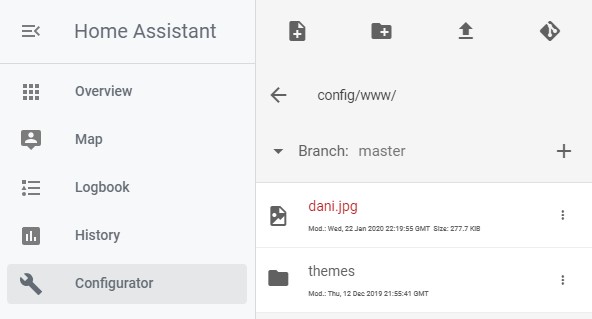 Home Assistant
Overview
Map
Logbook
History
Configurator
config/www/
Branch: master
dani.jpg
Mod.: Wed, 22 Jan 2020 22:19:55 GMT Size: 277.7 KiB
themes
Mod.: Thu, 12 Dec 2019 21:55:41 GMT